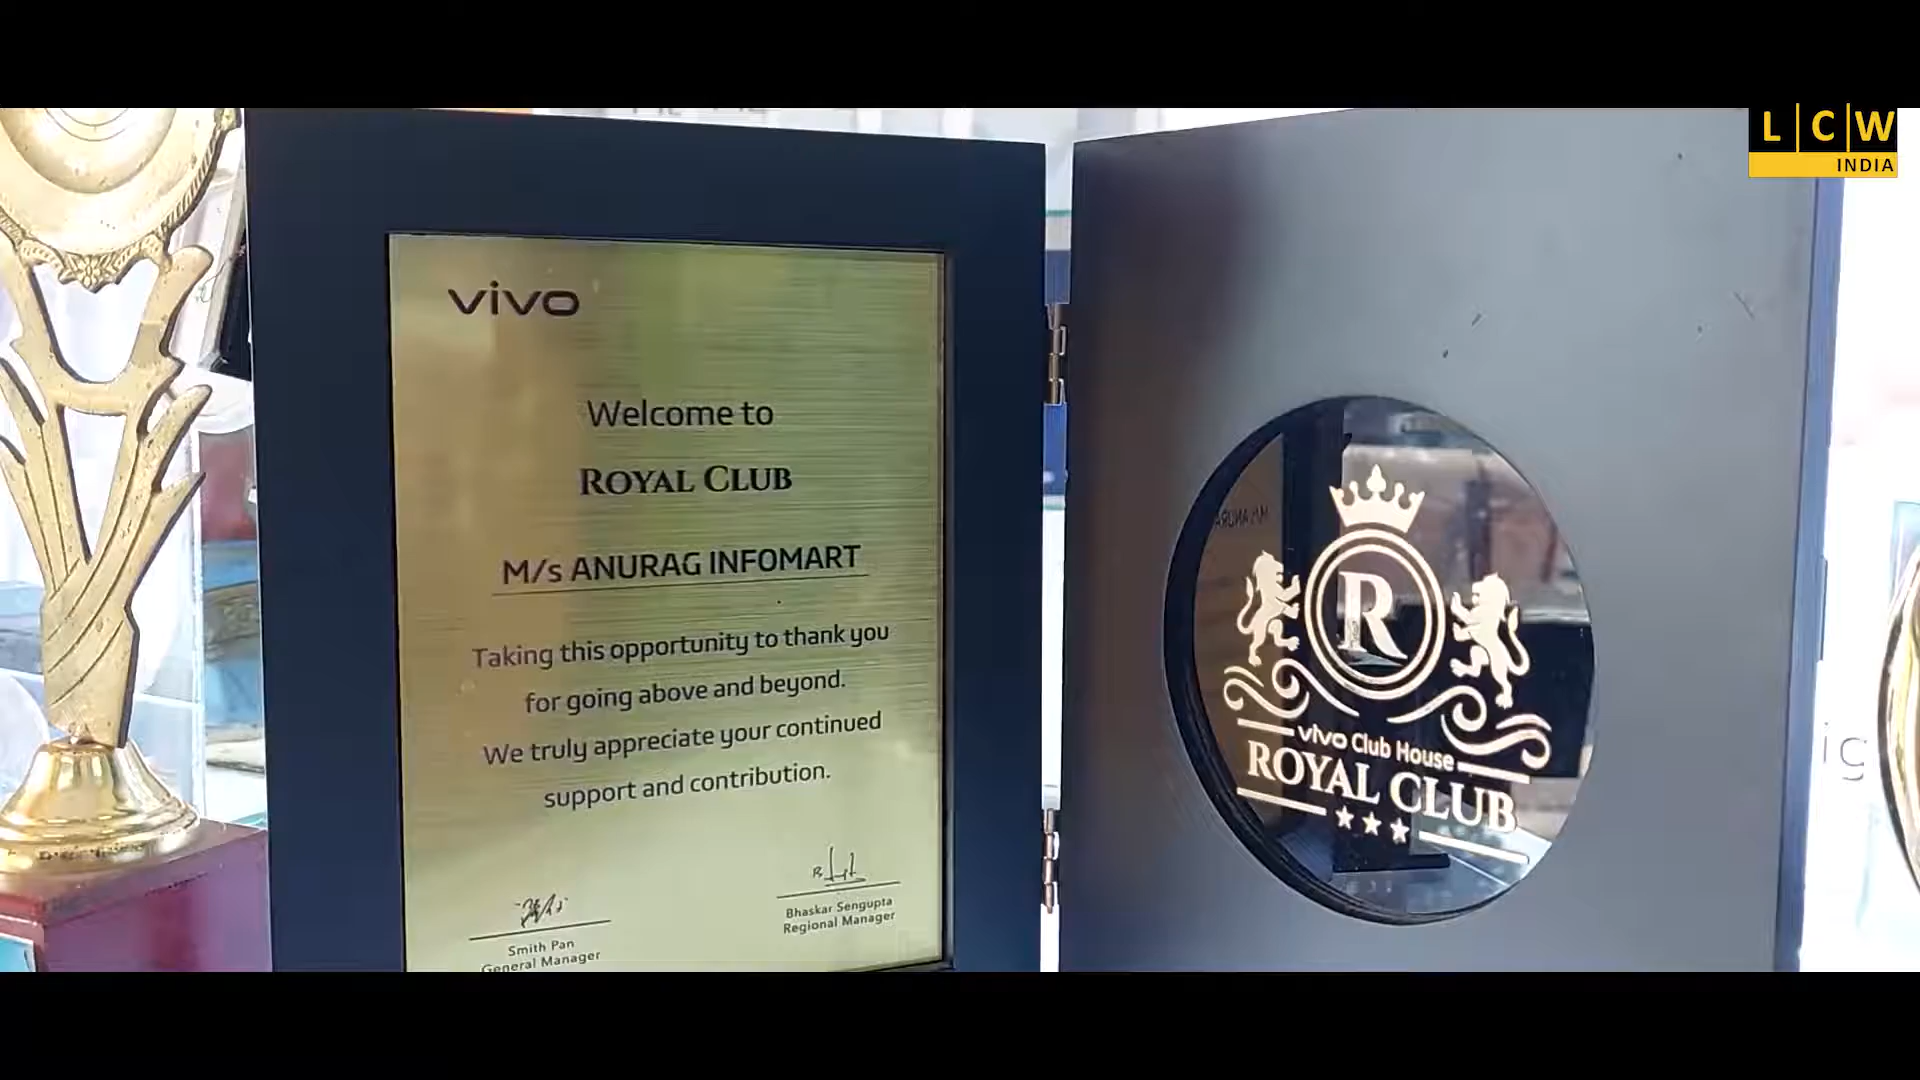 L C W
INDIA
vivo
Welcome to
ROYAL CLUB
M/s ANURAG INFOMART
Taking this opportunity to thank you
for going above and beyond.
We truly appreciate your continued
support and contribution.
Smith Pan
General Manager
Bhaskar Sengupta
Regional Manager
R
vivo Club House
ROYAL CLUB
ig